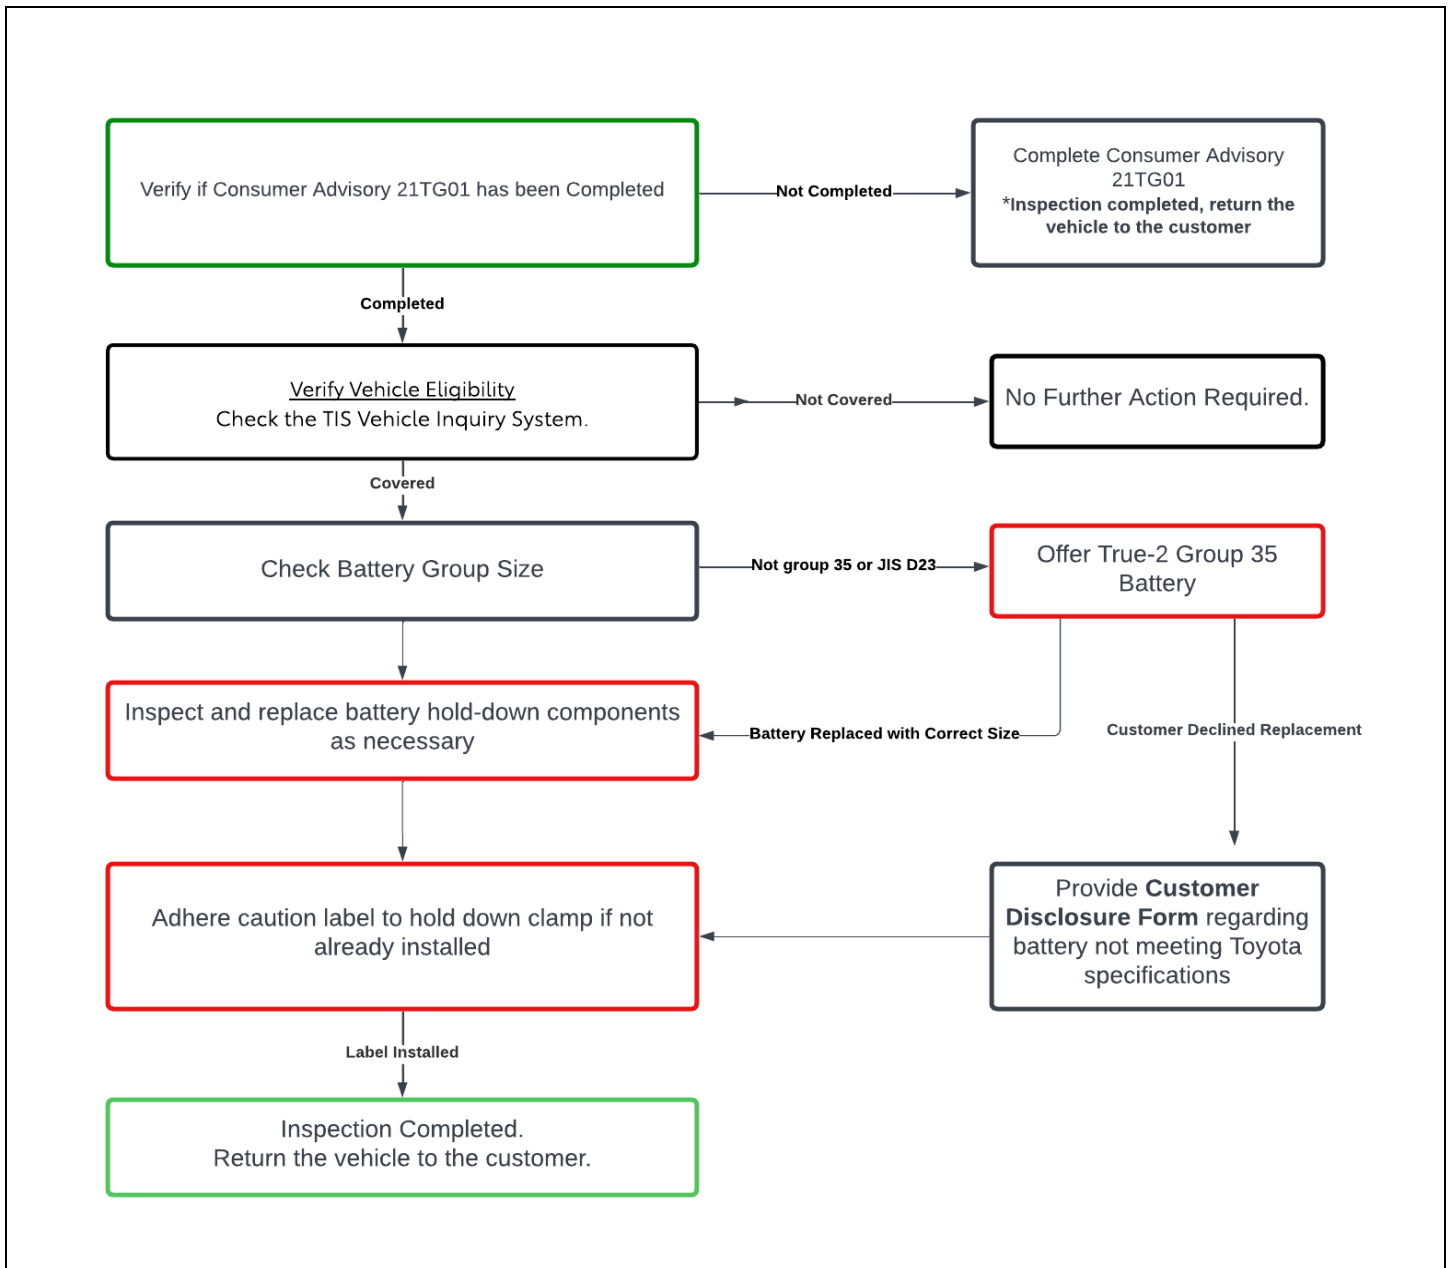 Verify if Consumer Advisory 21TG01 has been Completed
Not Completed
Complete Consumer Advisory
21TG01
*Inspection completed, return the
vehicle to the customer
Completed
Verify Vehicle Eligibility
Check the TIS Vehicle Inquiry System.
Not Covered
No Further Action Required.
Covered
Check Battery Group Size
Not group 35 or JIS D23
Offer True-2 Group 35
Battery
Inspect and replace battery hold-down components
as necessary
Battery Replaced with Correct Size
Customer Declined Replacement
Adhere caution label to hold down clamp if not
already installed
Provide Customer
Disclosure Form regarding
battery not meeting Toyota
specifications
Label Installed
Inspection Completed.
Return the vehicle to the customer.